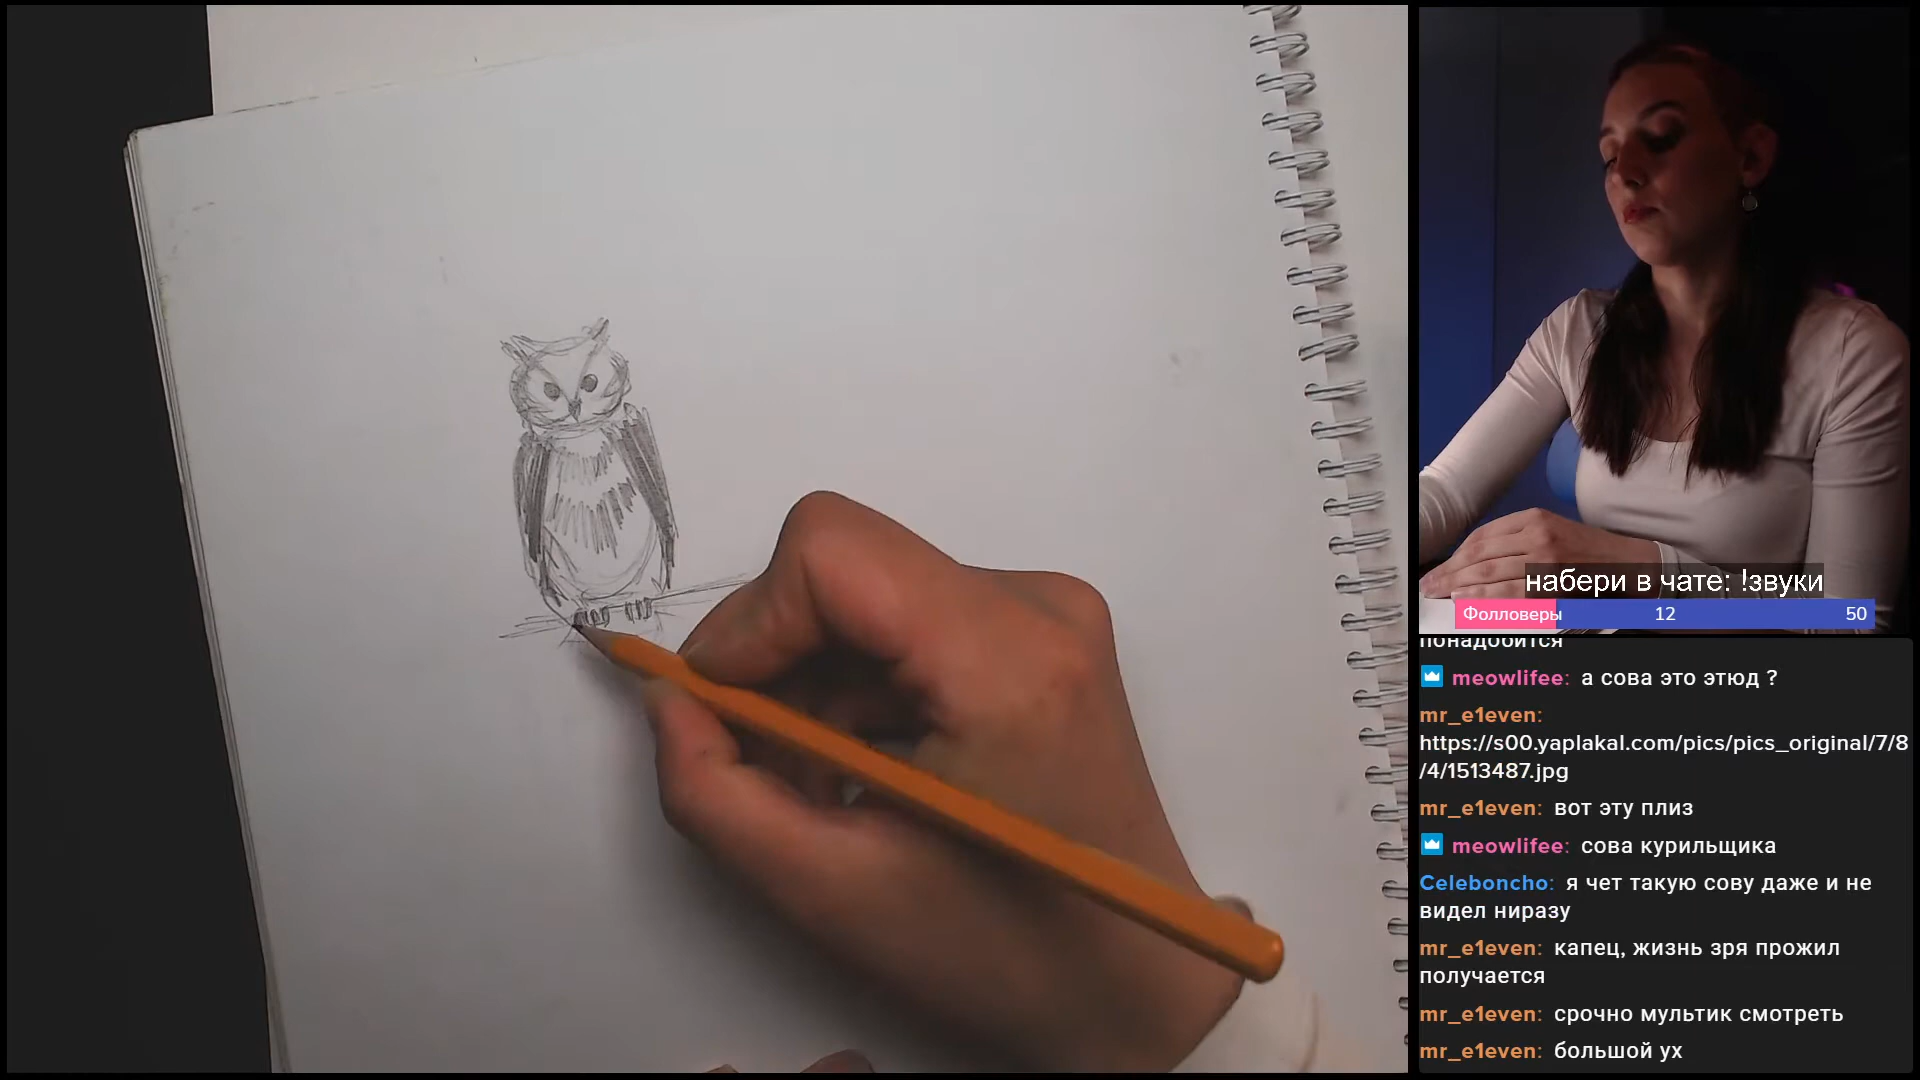 набери в чате: !звуки
Фолловеры 12 50
понадобится
meowlifee: а сова это этюд ?
mr_e1even:
https://s00.yaplakal.com/pics/pics_original/7/8
/4/1513487.jpg
mr_e1even: вот эту плиз
meowlifee: сова курильщика
Celeboncho: я чет такую сову даже и не
видел ниразу
mr_e1even: капец, жизнь зря прожил
получается
mr_e1even: срочно мультик смотреть
mr_e1even: большой ух